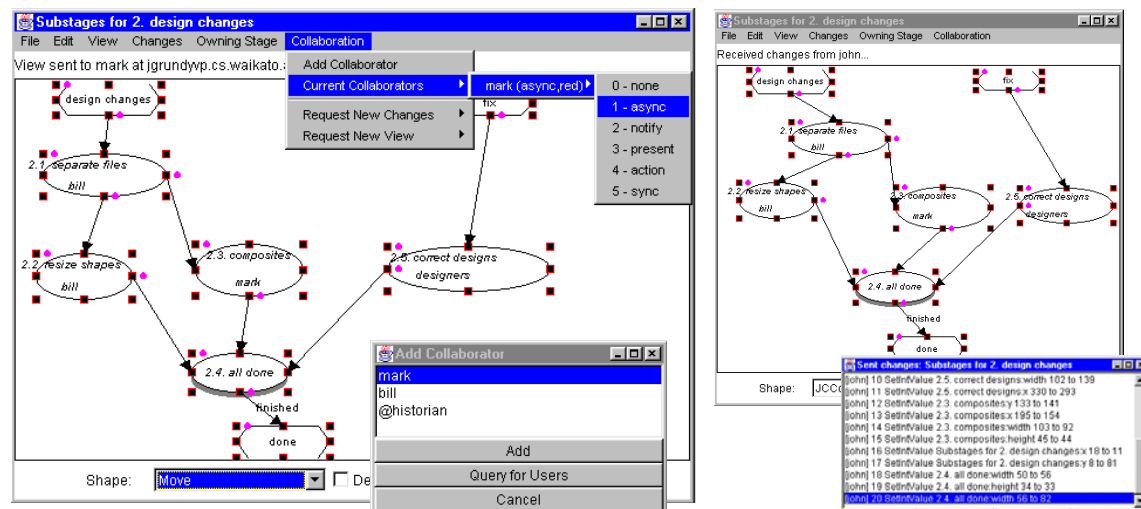 Substages for 2. design changes
File Edit View Changes Owning Stage Collaboration
View sent to mark at jgrundyvp.cs.waikato.
Add Collaborator
Current Collaborators
Request New Changes
Request New View
mark (async,red)
0 - none
1 - async
2 - notify
3 - present
4 - action
5 - sync
design changes
fix
2.1. separate files
bill
2.2. resize shapes
bill
2.3. composites
mark
2.5. correct designs
designers
2.4. all done
finished
done
Shape: Move De
Add Collaborator
mark
bill
@historian
Add
Query for Users
Cancel
Substages for 2. design changes
File Edit View Changes Owning Stage Collaboration
Received changes from john...
design changes
fix
2.1. separate files
bill
2.2. resize shapes
bill
2.3. composites
mark
2.5. correct designs
designers
2.4. all done
finished
done
Shape: JCCo
Sent changes: Substages for 2. design changes
[john] 10 SetIntValue 2.5. correct designs:width 102 to 139
[john] 11 SetIntValue 2.5. correct designs:x 330 to 293
[john] 12 SetIntValue 2.3. composites:y 133 to 141
[john] 13 SetIntValue 2.3. composites:x 195 to 154
[john] 14 SetIntValue 2.3. composites:width 103 to 92
[john] 15 SetIntValue 2.3. composites:height 45 to 44
[john] 16 SetIntValue Substages for 2. design changes:x 18 to 11
[john] 17 SetIntValue Substages for 2. design changes:y 8 to 81
[john] 18 SetIntValue 2.4. all done:width 50 to 56
[john] 19 SetIntValue 2.4. all done:height 34 to 33
[john] 20 SetIntValue 2.4. all done:width 56 to 82